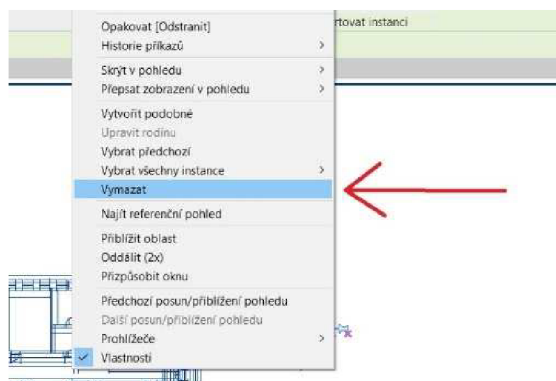 rtovat instanci
Opakovat [Odstranit]
Historie příkazů
Skrýt v pohledu
Přepsat zobrazení v pohledu
Vytvořit podobné
Upravit rodinu
Vybrat předchozí
Vybrat všechny instance
Vymazat
Najít referenční pohled
Přiblížit oblast
Oddálit (2x)
Přizpůsobit oknu
Předchozí posun/přiblížení pohledu
Další posun/přiblížení pohledu
Prohlížeče
Vlastnosti